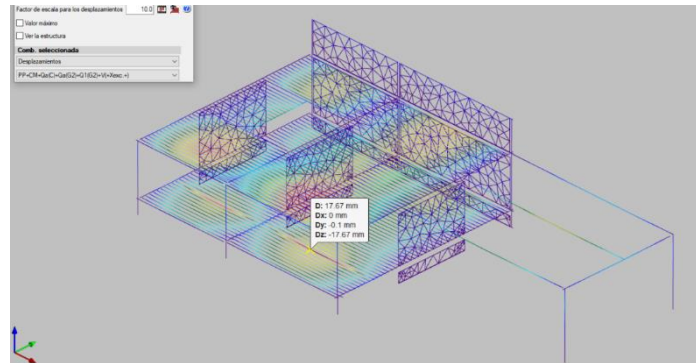 Factor de escala para los desplazamientos 10.0
Valor máximo
Ver la estructura
Comb. seleccionada
Desplazamientos
PP+CM+Qa(C)+Qa(G2)+Q1(G2)+V(+Xexc.+)
D: 17.67 mm
Dx: 0 mm
Dy: -0.1 mm
Dz: -17.67 mm